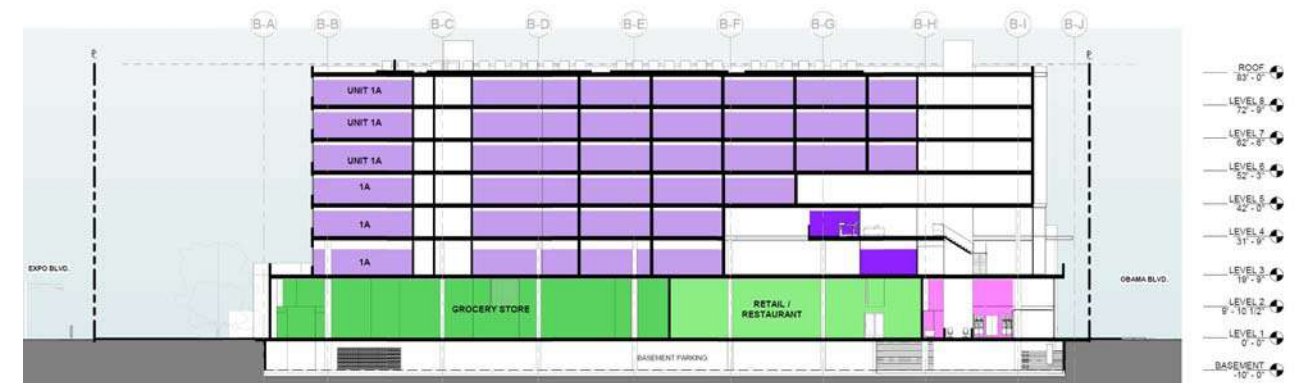 B-A B-B B-C B-D B-E B-F B-G B-H B-I B-J
P P
ROOF
83' - 0"
UNIT 1A
LEVEL 8
72' - 9"
UNIT 1A
LEVEL 7
62' - 6"
UNIT 1A
LEVEL 6
52' - 3"
1A
LEVEL 5
42' - 0"
1A
LEVEL 4
31' - 9"
1A
EXPO BLVD.
OBAMA BLVD.
LEVEL 3
19' - 9"
GROCERY STORE
RETAIL /
RESTAURANT
LEVEL 2
9' - 10 1/2"
LEVEL 1
0' - 0"
BASEMENT PARKING
BASEMENT
-10' - 0"